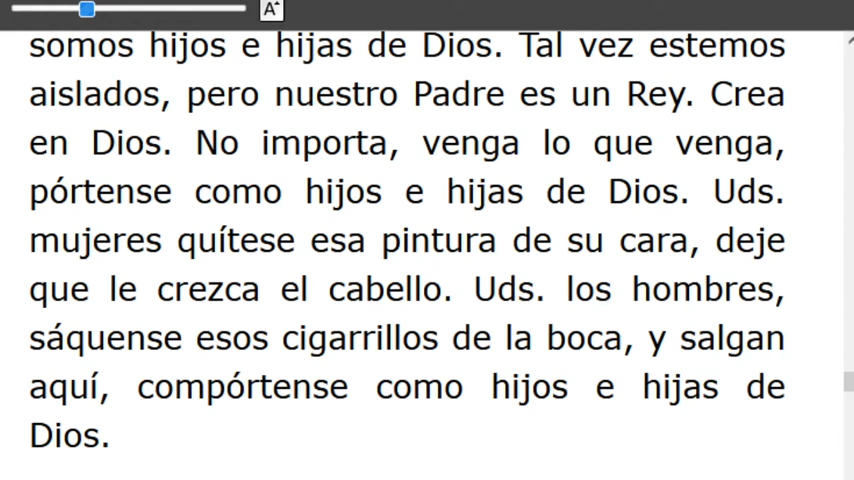 A
somos hijos e hijas de Dios. Tal vez estemos
aislados, pero nuestro Padre es un Rey. Crea
en Dios. No importa, venga lo que venga,
pórtense como hijos e hijas de Dios. Uds.
mujeres quítese esa pintura de su cara, deje
que le crezca el cabello. Uds. los hombres,
sáquense esos cigarrillos de la boca, y salgan
aquí, compórtense como hijos e hijas de
Dios.